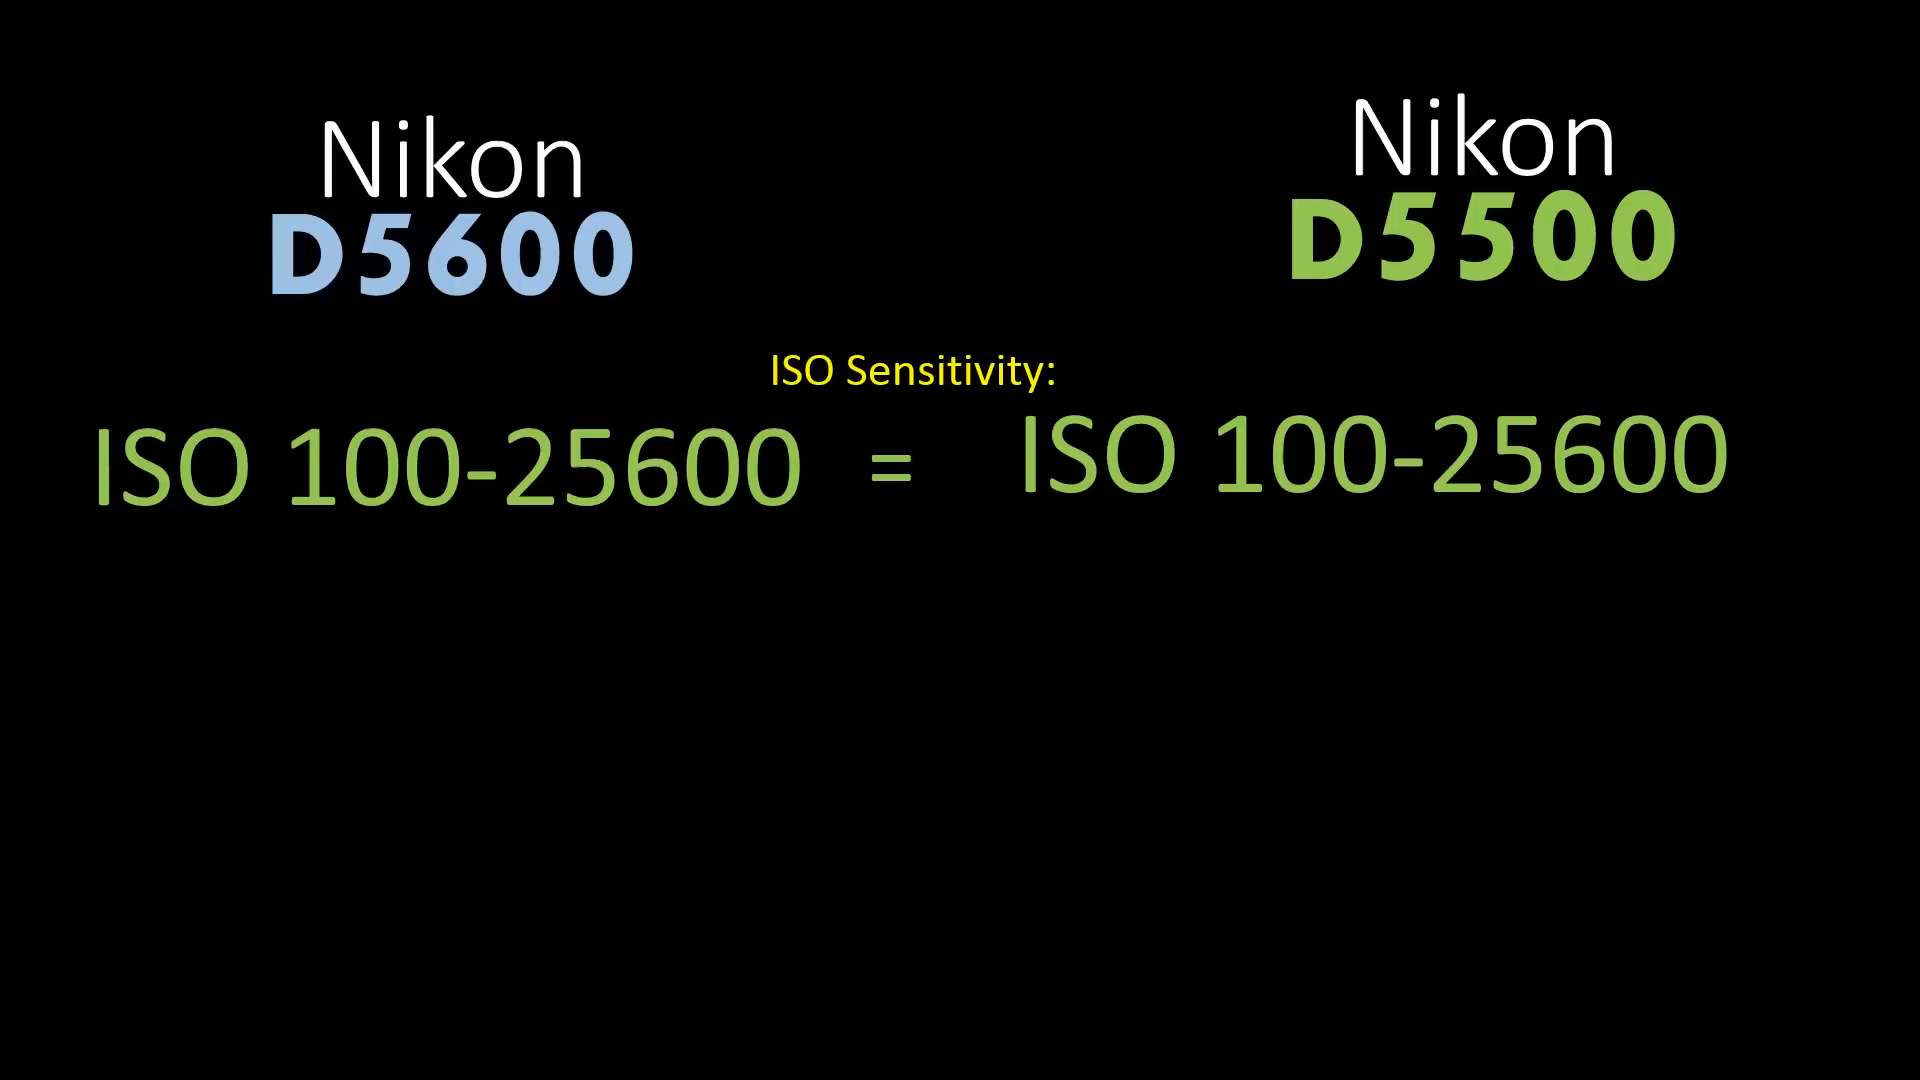 Nikon
D5600
Nikon
D5500
ISO Sensitivity:
ISO 100-25600 = ISO 100-25600